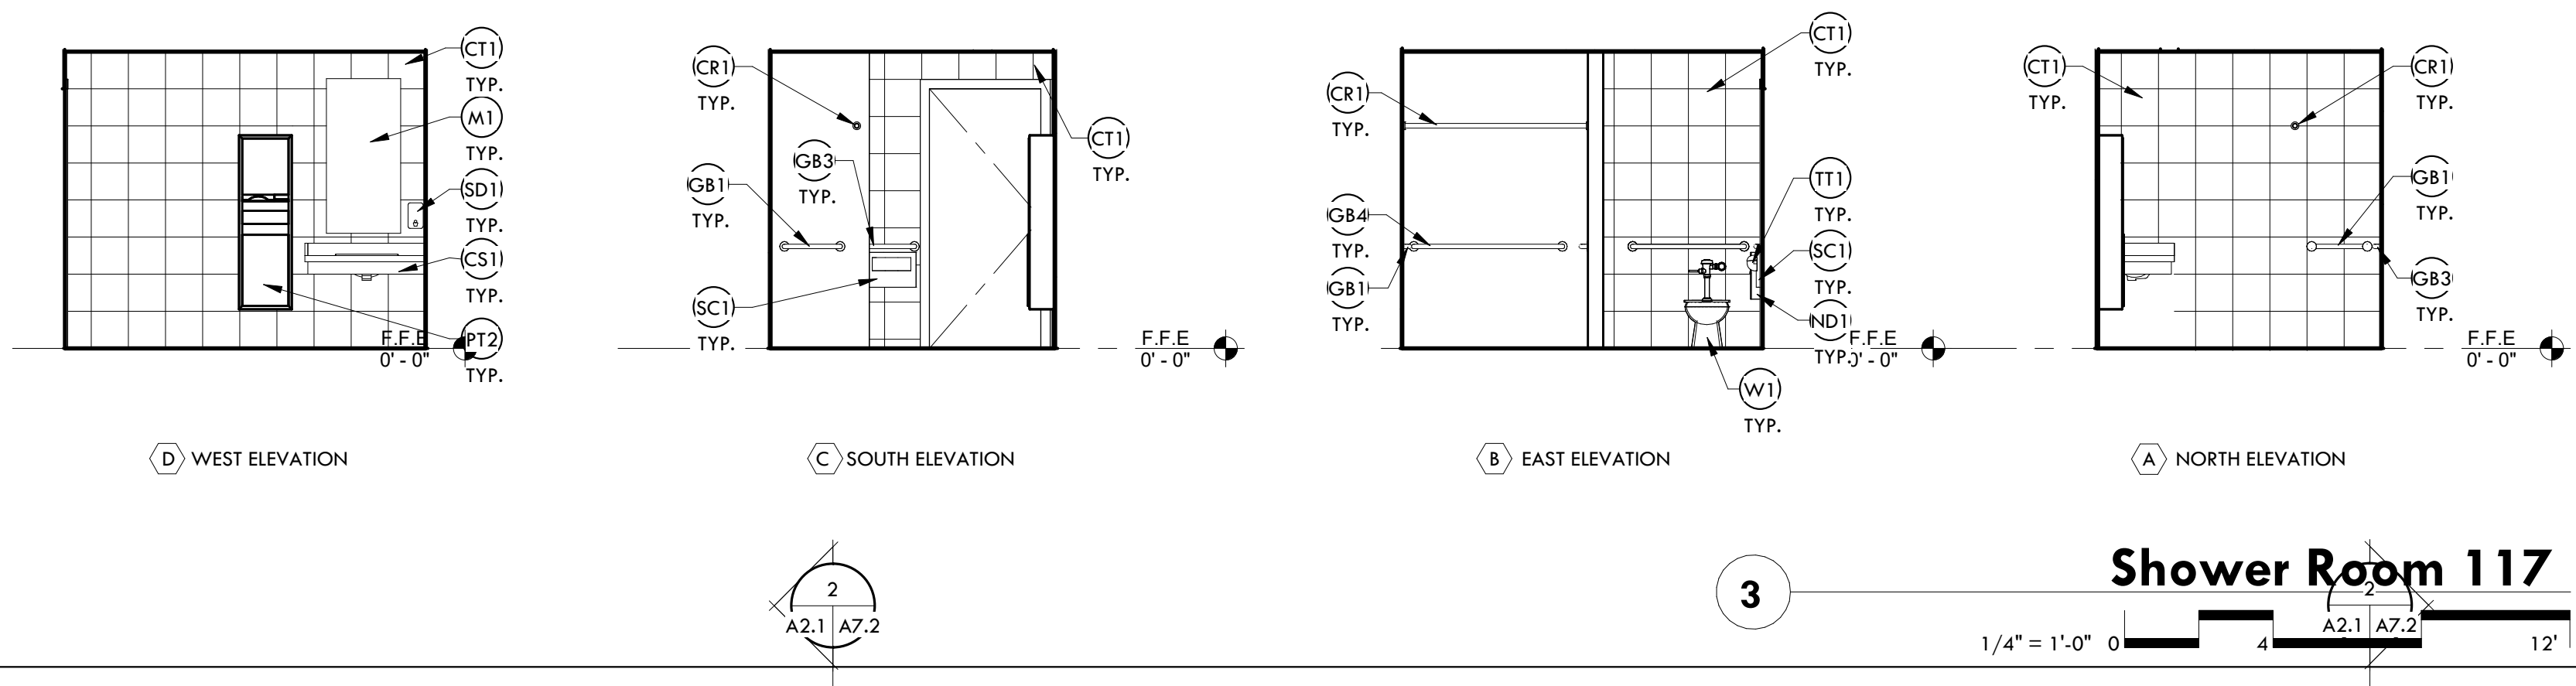 CT1
TYP.
M1
TYP.
SD1
TYP.
CS1
TYP.
PT2
TYP.
F.F.E
0' - 0"
D WEST ELEVATION
CR1
TYP.
GB3
TYP.
GB1
TYP.
SC1
TYP.
CT1
TYP.
F.F.E
0' - 0"
C SOUTH ELEVATION
CR1
TYP.
GB4
TYP.
GB1
TYP.
CT1
TYP.
TT1
TYP.
SC1
TYP.
ND1
TYP.
W1
TYP.
F.F.E
0' - 0"
B EAST ELEVATION
CT1
TYP.
CR1
TYP.
GB1
TYP.
GB3
TYP.
F.F.E
0' - 0"
A NORTH ELEVATION
2
A2.1 A7.2
3
Shower Room 117
2
A2.1 A7.2
1/4" = 1'-0" 0 4 12'